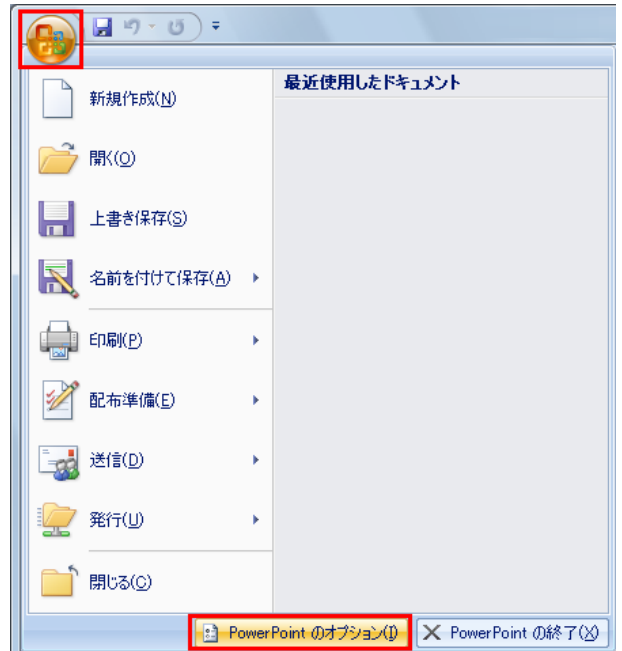 最近使用したドキュメント
新規作成(N)
開く(O)
上書き保存(S)
名前を付けて保存(A)
印刷(P)
配布準備(E)
送信(D)
発行(U)
閉じる(C)
PowerPoint のオプション(I)
PowerPoint の終了(X)